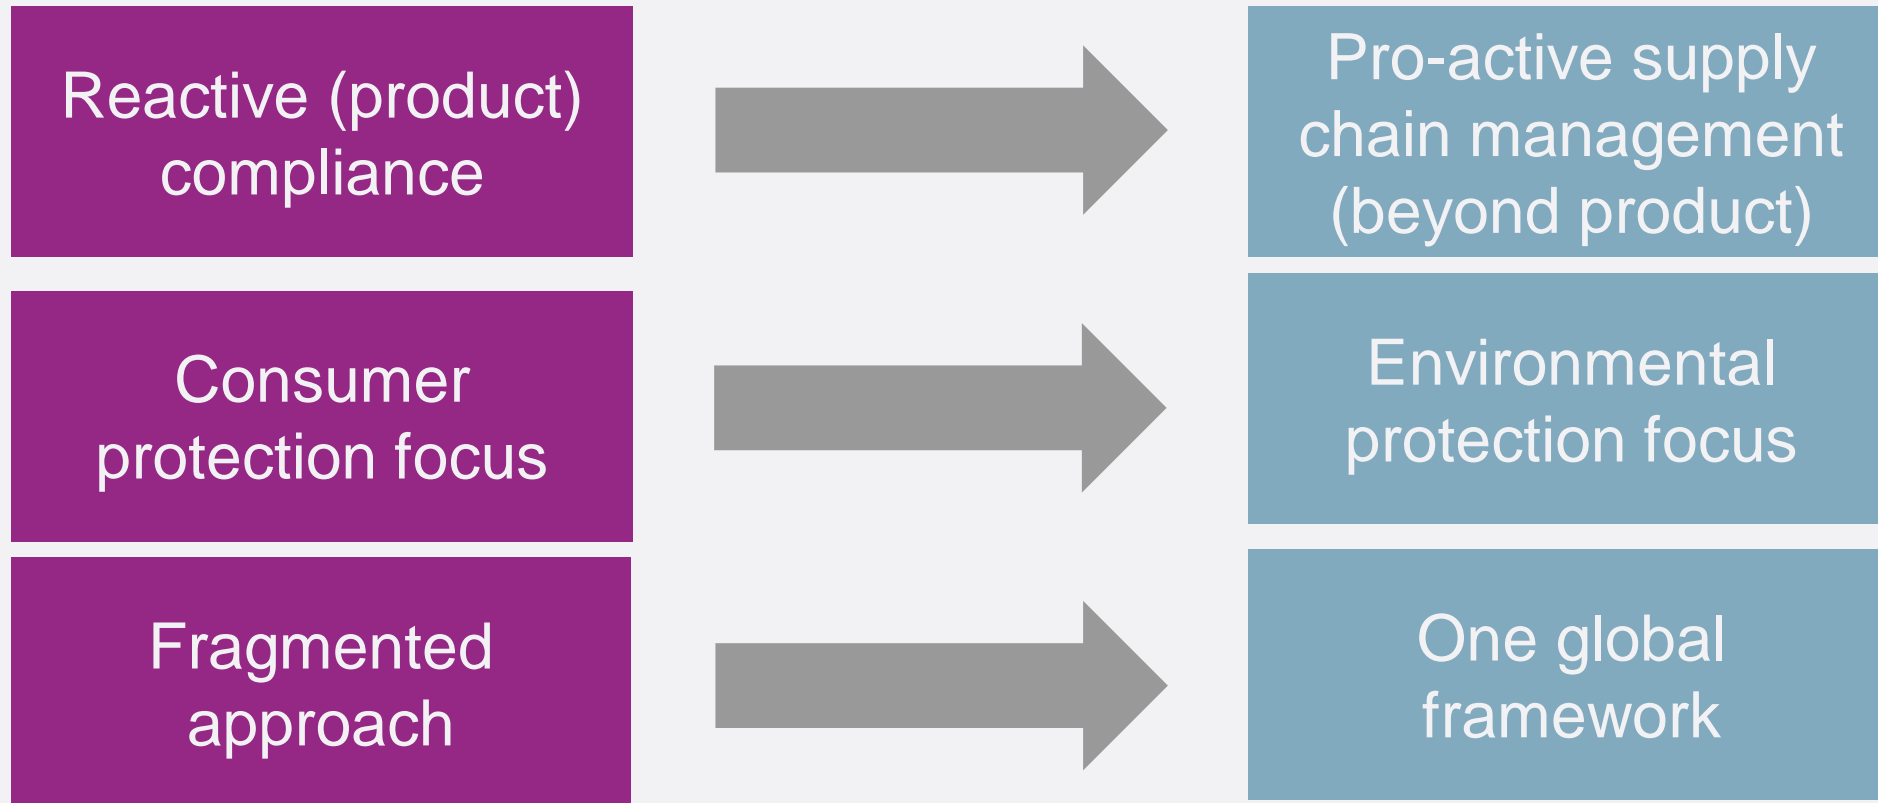 Reactive (product)
compliance
Pro-active supply
chain management
(beyond product)
Consumer
protection focus
Environmental
protection focus
Fragmented
approach
One global
framework